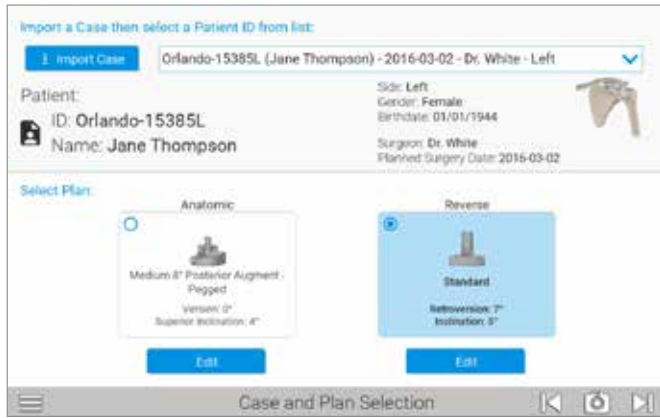 Import a Case then select a Patient ID from list:
Import Case
Orlando-15385L (Jane Thompson) - 2016-03-02 - Dr. White - Left
Patient:
ID: Orlando-15385L
Name: Jane Thompson
Side: Left
Gender: Female
Birthdate: 01/01/1944
Surgeon: Dr. White
Planned Surgery Date: 2016-03-02
Select Plan:
Anatomic
Medium 8° Posterior Augment -
Pegged
Version: 0°
Superior Inclination: 4°
Edit
Reverse
Standard
Retroversion: 7°
Inclination: 5°
Edit
Case and Plan Selection